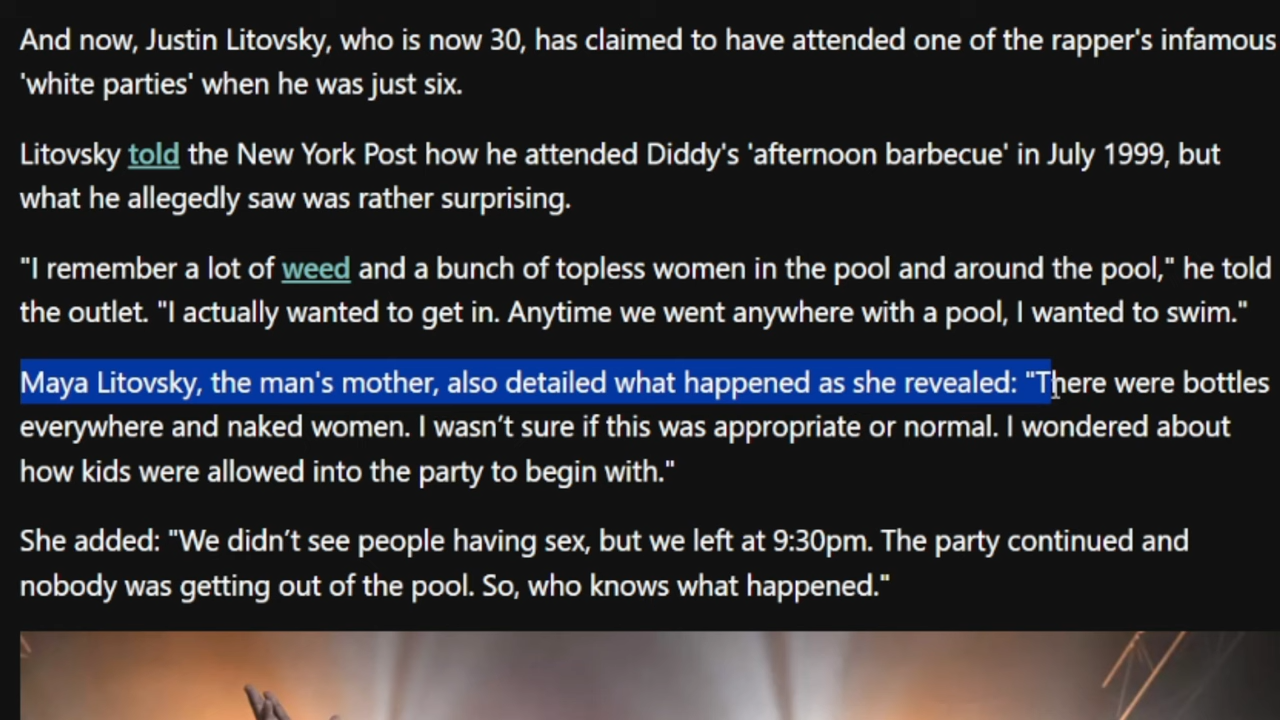 And now, Justin Litovsky, who is now 30, has claimed to have attended one of the rapper's infamous
'white parties' when he was just six.
Litovsky told the New York Post how he attended Diddy's 'afternoon barbecue' in July 1999, but
what he allegedly saw was rather surprising.
"I remember a lot of weed and a bunch of topless women in the pool and around the pool," he told
the outlet. "I actually wanted to get in. Anytime we went anywhere with a pool, I wanted to swim."
Maya Litovsky, the man's mother, also detailed what happened as she revealed: "There were bottles
everywhere and naked women. I wasn’t sure if this was appropriate or normal. I wondered about
how kids were allowed into the party to begin with."
She added: "We didn’t see people having sex, but we left at 9:30pm. The party continued and
nobody was getting out of the pool. So, who knows what happened."